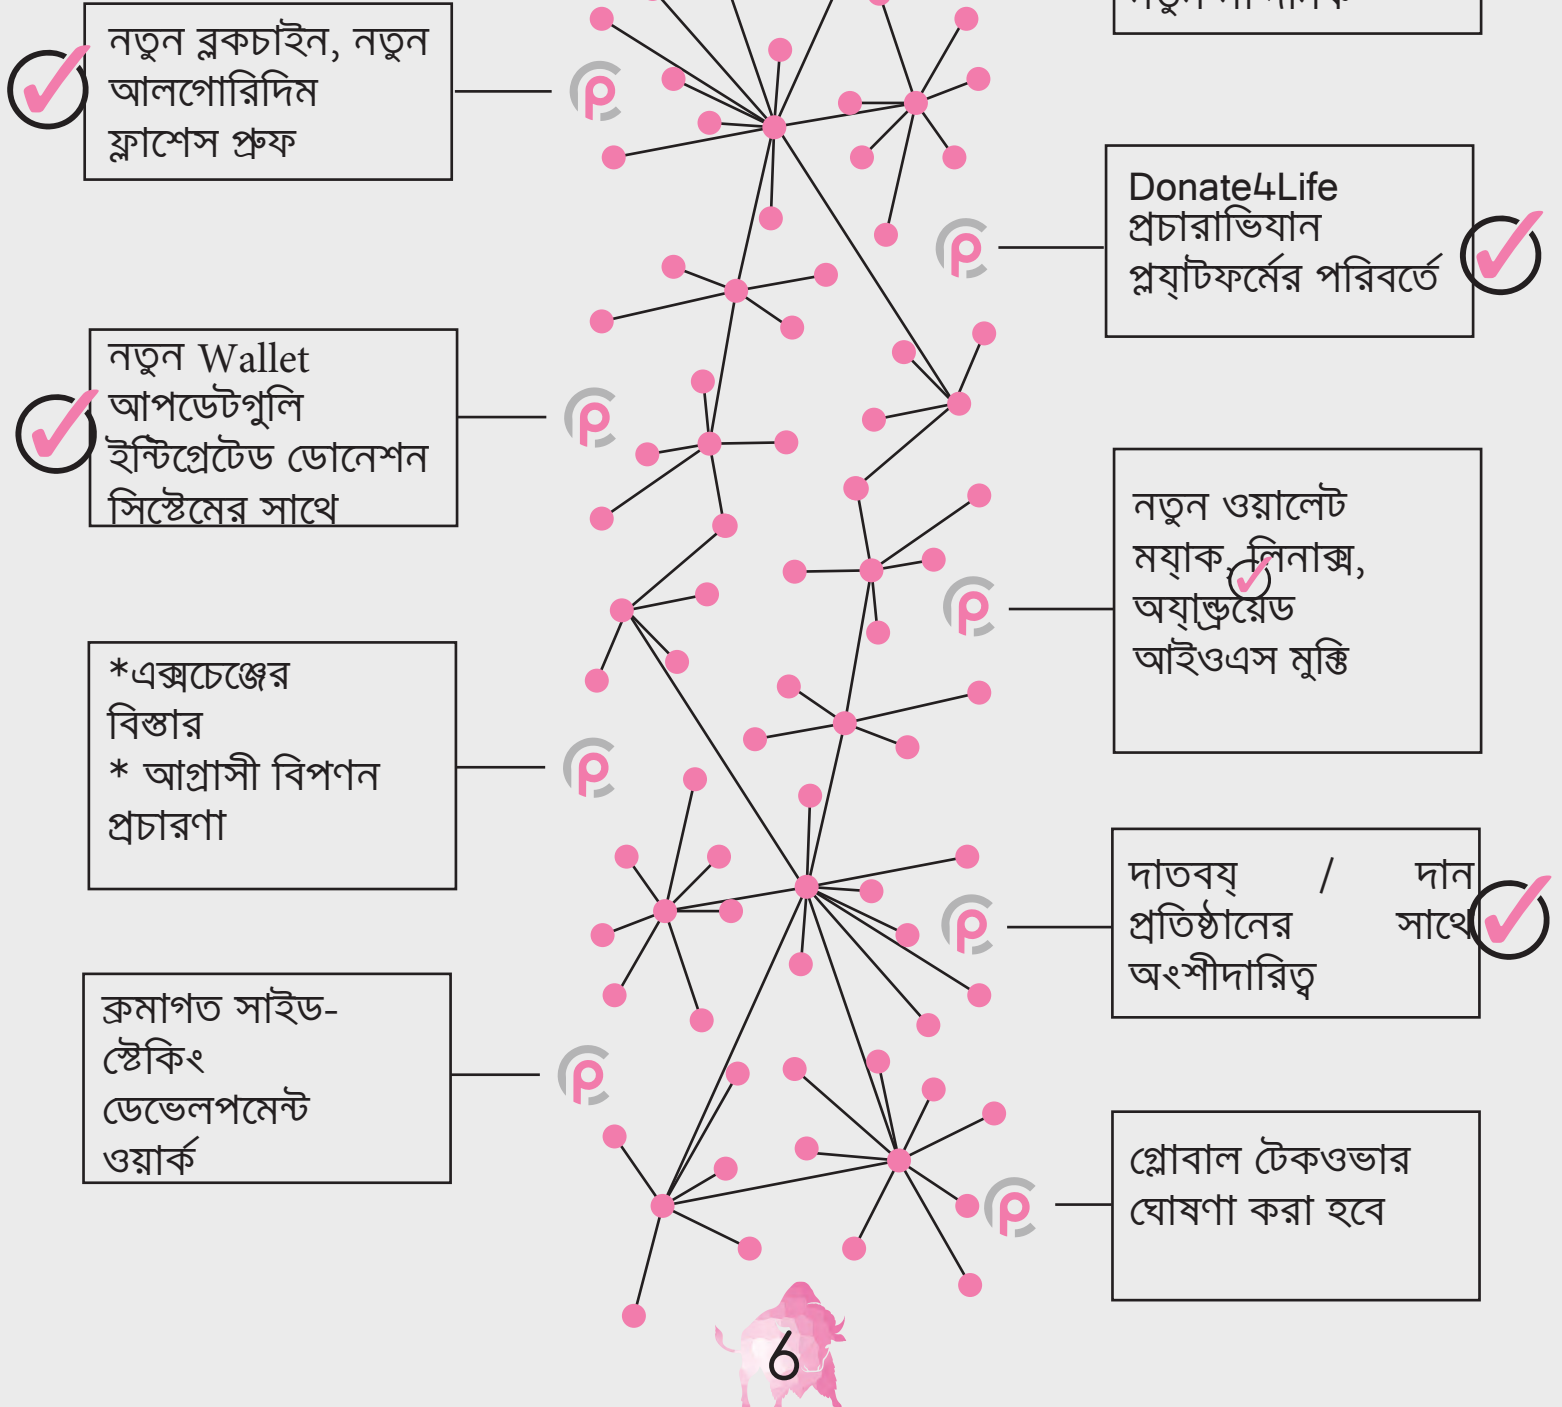 নতুন ব্লকচাইন, নতুন
আলগোরিদিম
ফ্লাশেস প্রুফ
Donate4Life
প্রচারাভিযান
প্ল্য্যাটফর্মের পরিবর্তে
নতুন Wallet
আপডেটগুলি
ইন্টিগ্রেটেড ডোনেশন
সিস্টেমের সাথে
নতুন ওয়ালেট
ম্যাক, লিনাক্স,
অ্যান্ড্রয়েড
আইওএস মুক্তি
*এক্সচেঞ্জের
বিস্তার
* আগ্রাসী বিপণন
প্রচারণা
দাতব্য / দান
প্রতিষ্ঠানের সাথে
অংশীদারিত্ব
ক্রমাগত সাইড-
স্টেকিং
ডেভেলপমেন্ট
ওয়ার্ক
গ্লোবাল টেকওভার
ঘোষণা করা হবে
6